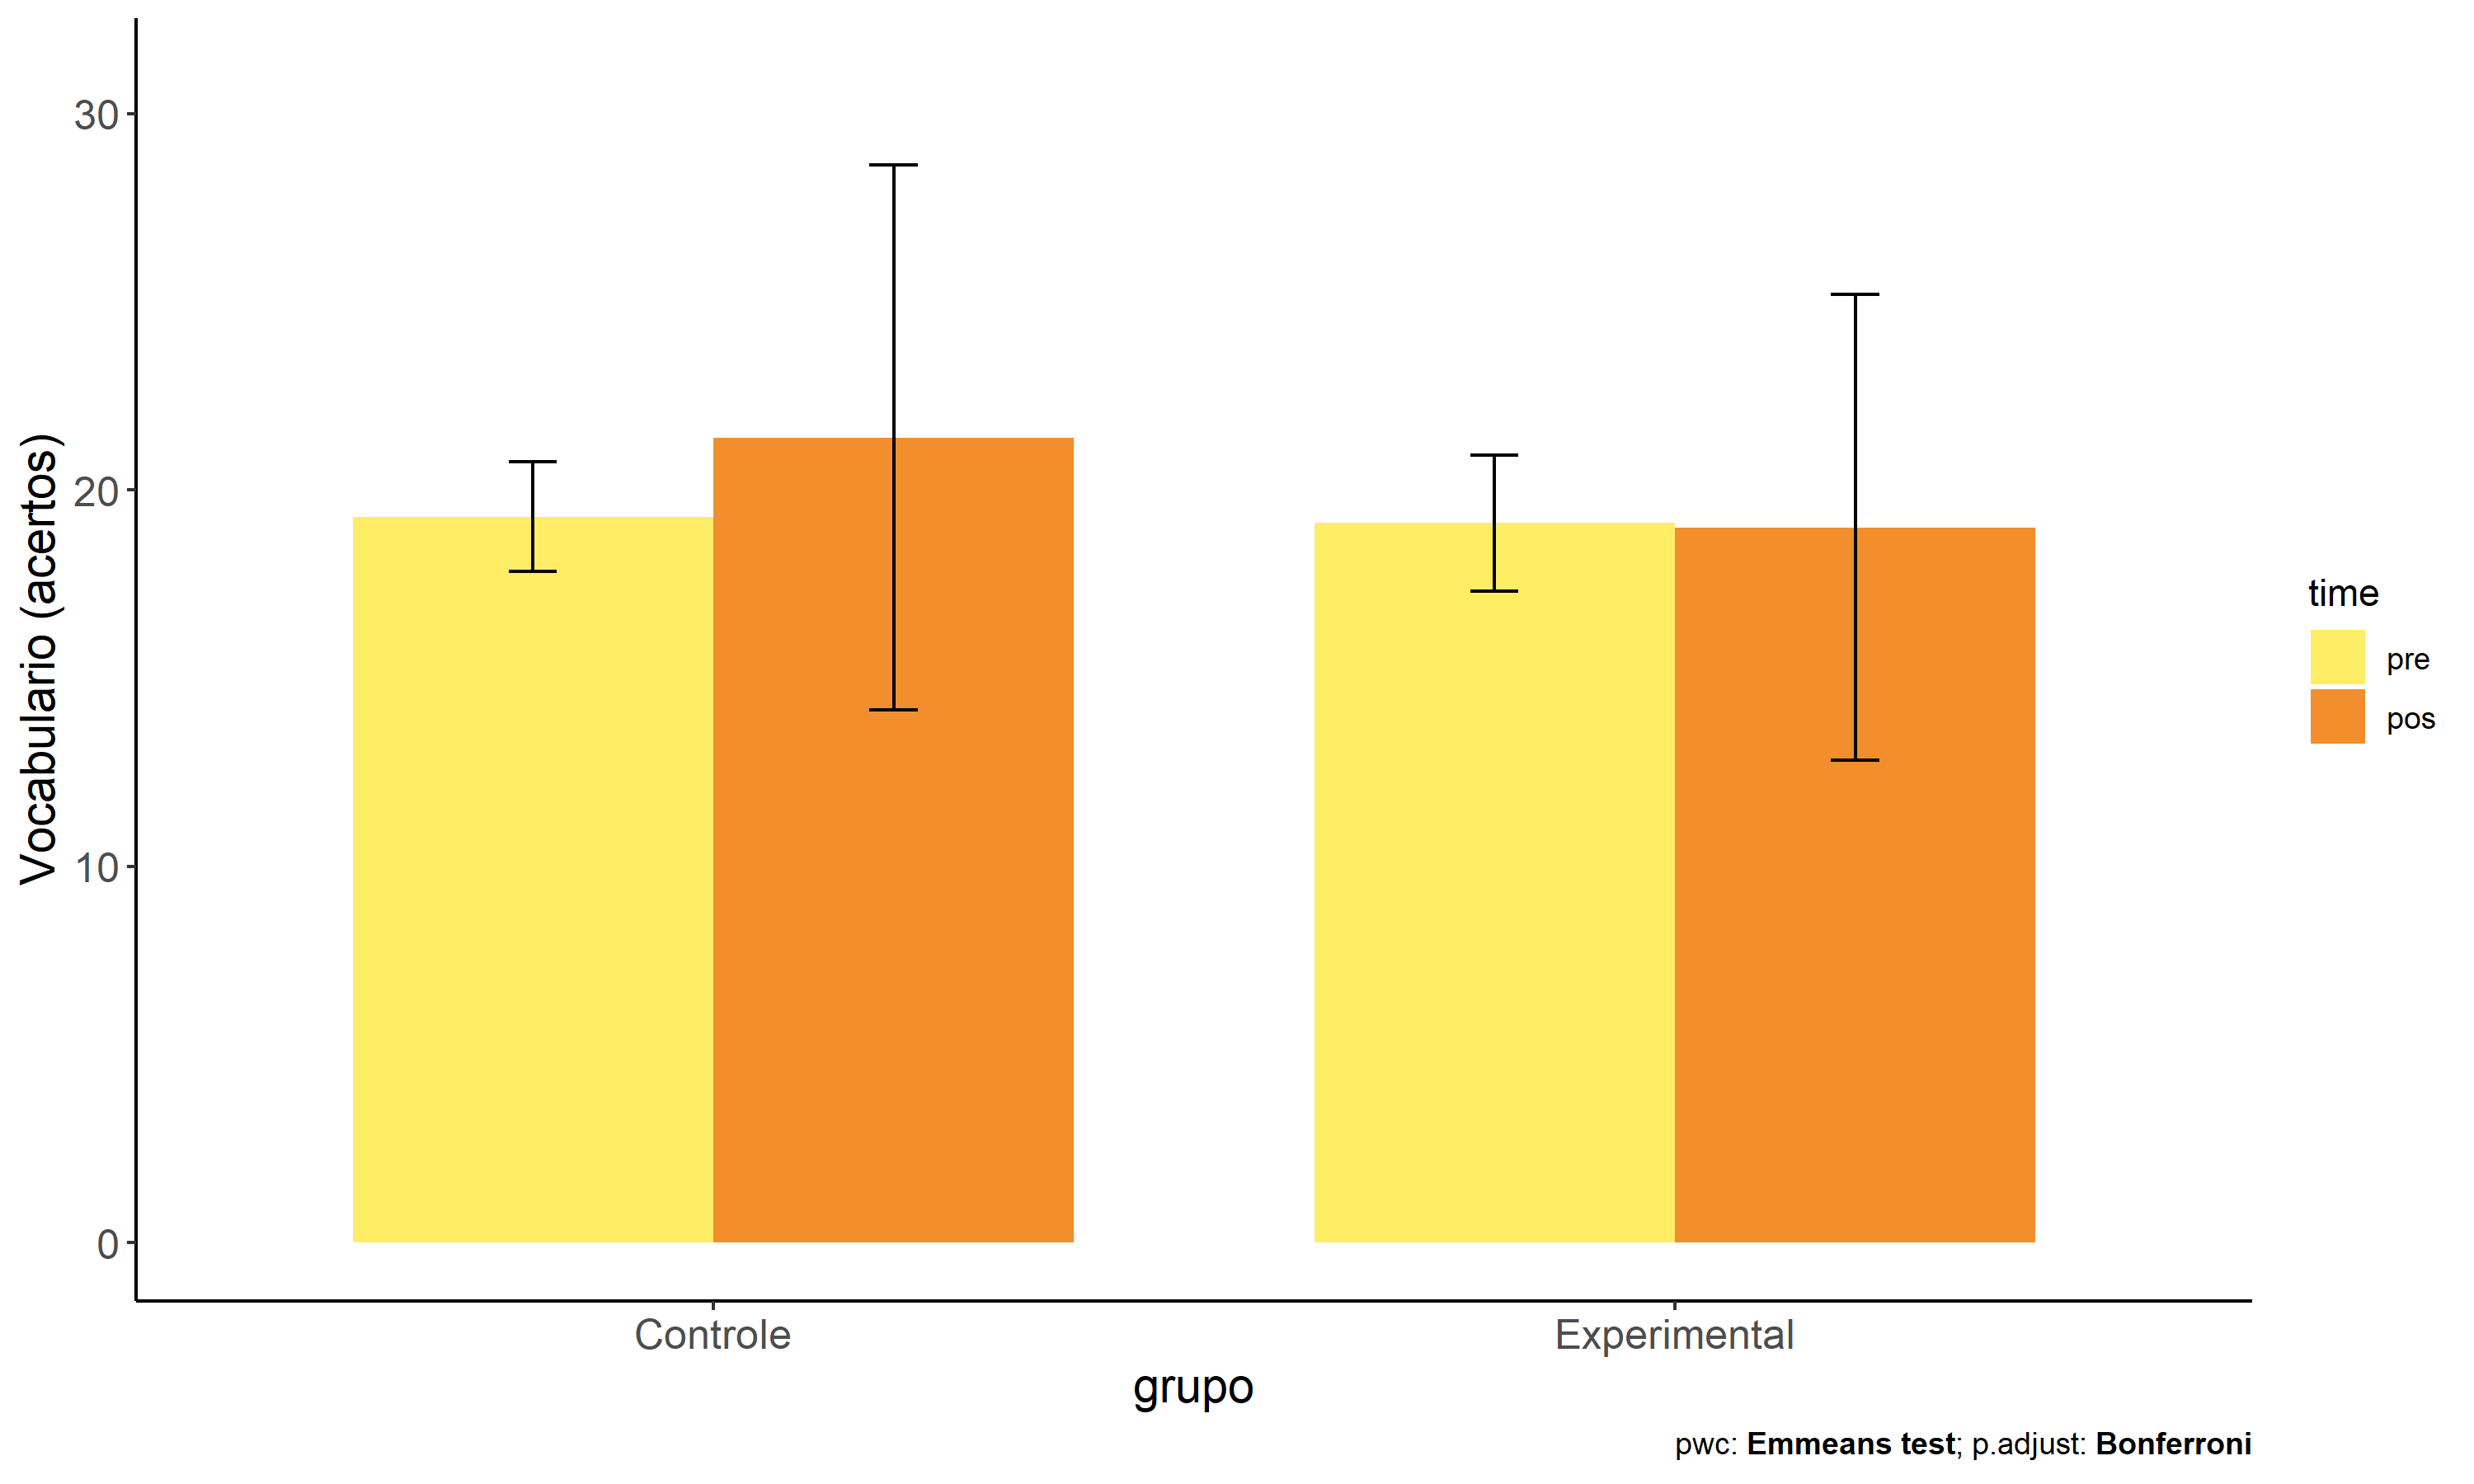 Vocabulario (acertos)
30
20
10
0
Controle
Experimental
grupo
time
pre
pos
pwc: Emmeans test; p.adjust: Bonferroni